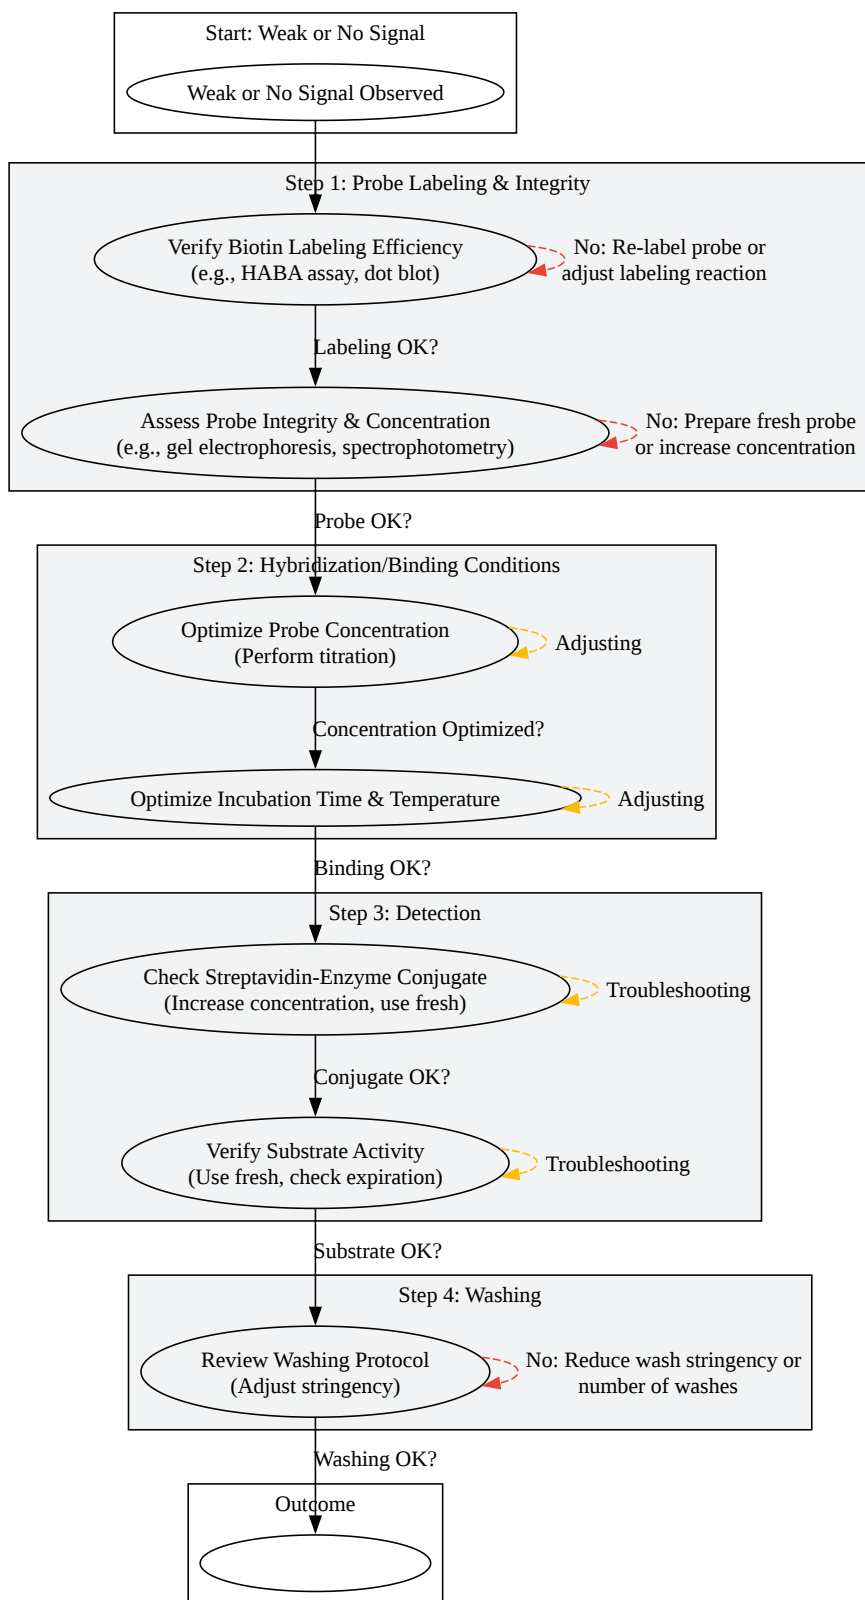 Start: Weak or No Signal
Weak or No Signal Observed
Step 1: Probe Labeling & Integrity
Verify Biotin Labeling Efficiency
(e.g., HABA assay, dot blot)
No: Re-label probe or
adjust labeling reaction
Labeling OK?
Assess Probe Integrity & Concentration
(e.g., gel electrophoresis, spectrophotometry)
No: Prepare fresh probe
or increase concentration
Probe OK?
Step 2: Hybridization/Binding Conditions
Optimize Probe Concentration
(Perform titration)
Adjusting
Concentration Optimized?
Optimize Incubation Time & Temperature
Adjusting
Binding OK?
Step 3: Detection
Check Streptavidin-Enzyme Conjugate
(Increase concentration, use fresh)
Troubleshooting
Conjugate OK?
Verify Substrate Activity
(Use fresh, check expiration)
Troubleshooting
Substrate OK?
Step 4: Washing
Review Washing Protocol
(Adjust stringency)
No: Reduce wash stringency or
number of washes
Washing OK?
Outcome